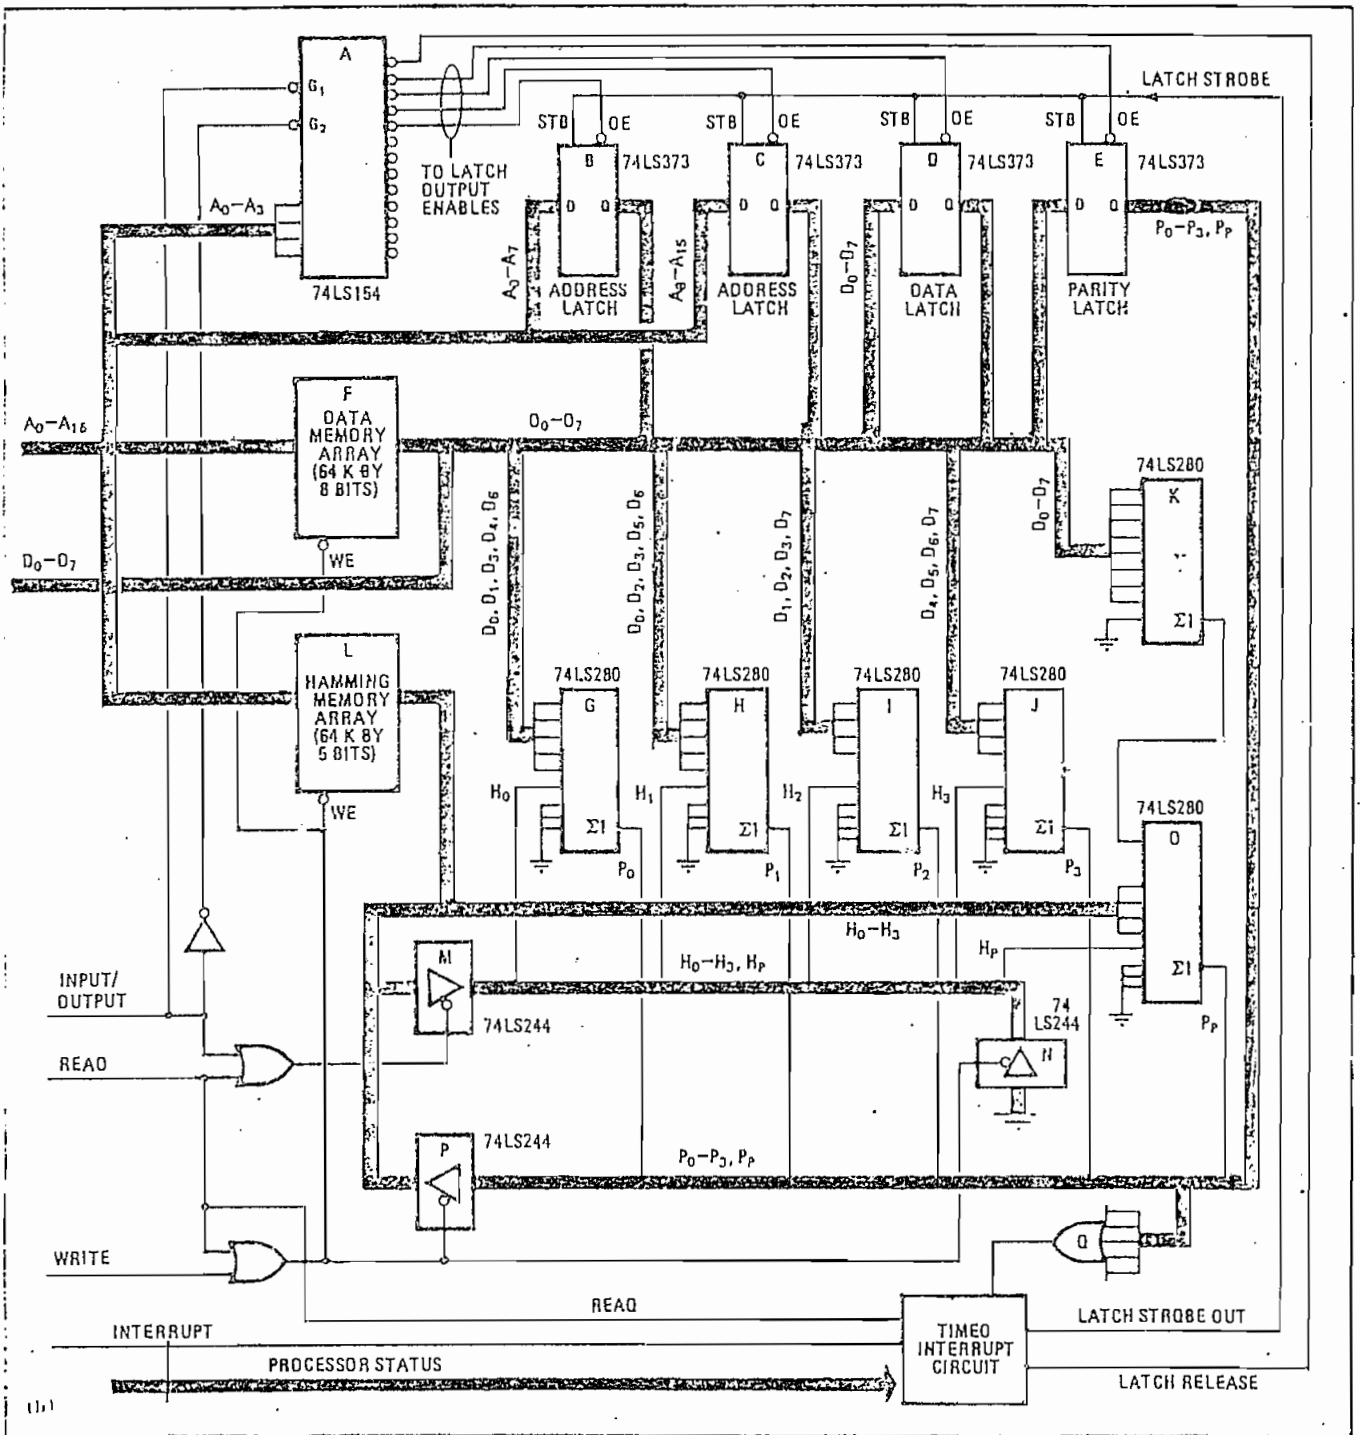 A
G1
G2
LATCH STROBE
STB
OE
STB
OE
STB
OE
STB
OE
TO LATCH
OUTPUT
ENABLES
B
74LS373
C
74LS373
D
74LS373
E
74LS373
D
Q
D
Q
D
Q
D
Q
A0–A3
P0–P3, PP
A0–A7
A8–A15
D0–D7
74LS154
ADDRESS
LATCH
ADDRESS
LATCH
DATA
LATCH
PARITY
LATCH
A0–A15
F
DATA
MEMORY
ARRAY
(64 K BY
8 BITS)
D0–D7
74LS280
K
D0–D7
WE
D0, D1, D3, D4, D6
D0, D2, D3, D5, D6
D1, D2, D3, D7
D4, D5, D6, D7
D0–D7
Σ1
L
HAMMING
MEMORY
ARRAY
(64 K BY
5 BITS)
74LS280
G
74LS280
H
74LS280
I
74LS280
J
H0
H1
H2
H3
WE
Σ1
Σ1
Σ1
Σ1
74LS280
O
P0
P1
P2
P3
H0–H3
HP
Σ1
M
H0–H3, HP
INPUT/
OUTPUT
74LS244
74
LS244
N
PP
READ
P
74LS244
P0–P3, PP
WRITE
Q
READ
LATCH STROBE OUT
INTERRUPT
TIMED
INTERRUPT
CIRCUIT
PROCESSOR STATUS
LATCH RELEASE